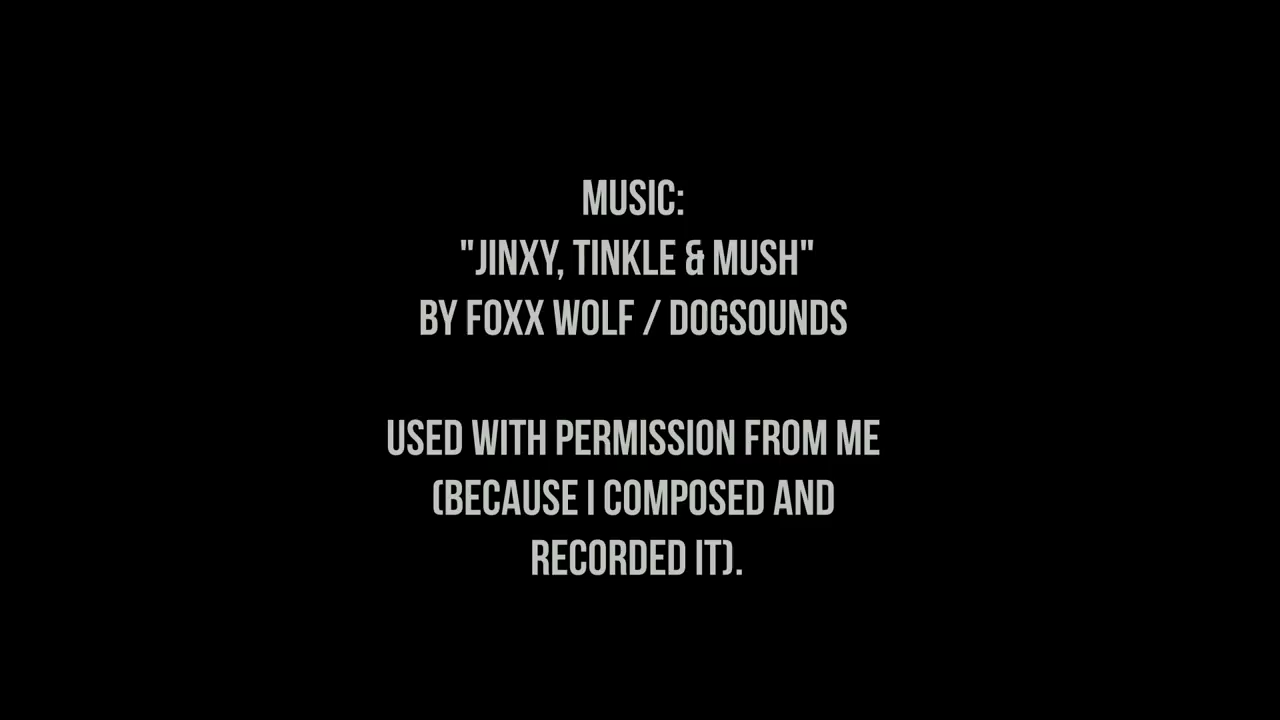 MUSIC:
"JINXY, TINKLE & MUSH"
BY FOXX WOLF / DOGSOUNDS
USED WITH PERMISSION FROM ME
(BECAUSE I COMPOSED AND
RECORDED IT).